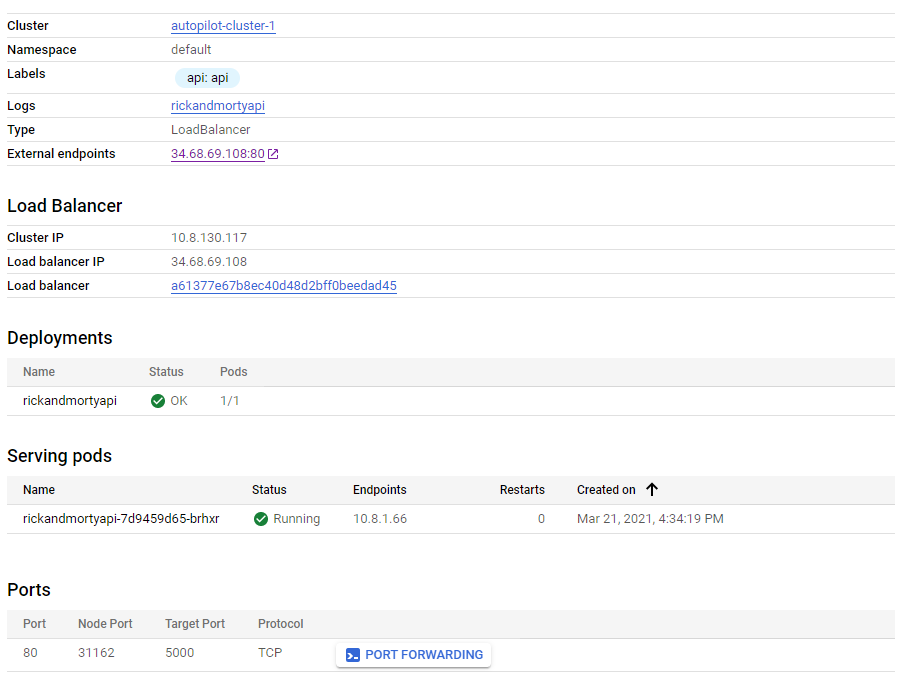 Cluster autopilot-cluster-1
Namespace default
Labels api: api
Logs rickandmortyapi
Type LoadBalancer
External endpoints 34.68.69.108:80
Load Balancer
Cluster IP 10.8.130.117
Load balancer IP 34.68.69.108
Load balancer a61377e67b8ec40d48d2bff0beedad45
Deployments
Name Status Pods
rickandmortyapi OK 1/1
Serving pods
Name Status Endpoints Restarts Created on
rickandmortyapi-7d9459d65-brhxr Running 10.8.1.66 0 Mar 21, 2021, 4:34:19 PM
Ports
Port Node Port Target Port Protocol
80 31162 5000 TCP PORT FORWARDING